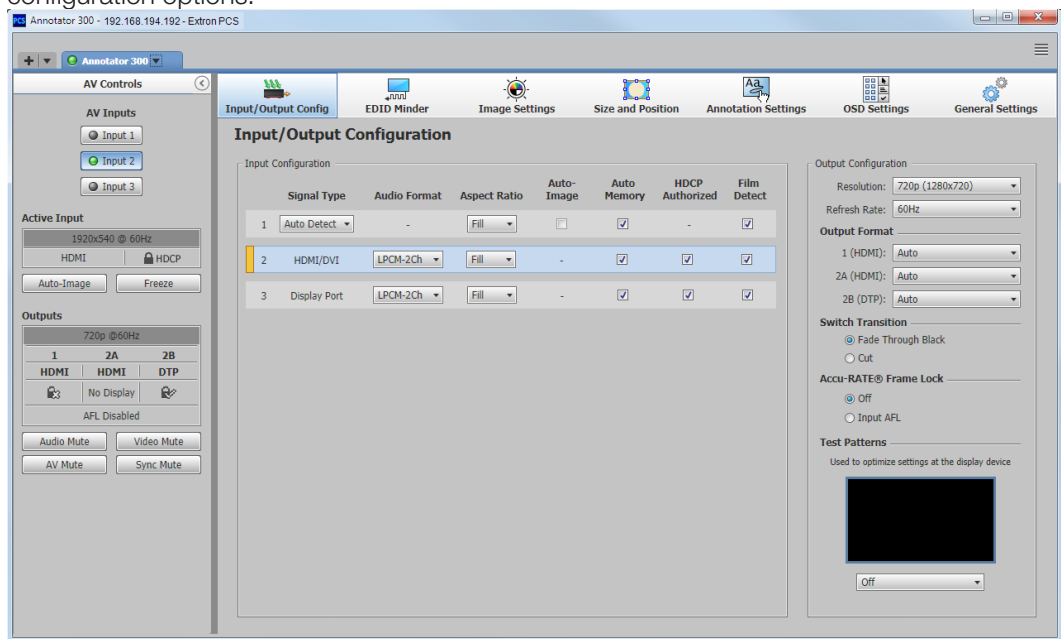 configuration options.
PCS Annotator 300 - 192.168.194.192 - Extron PCS
Annotator 300
AV Controls
AV Inputs
Input 1
Input 2
Input 3
Active Input
1920x540 @ 60Hz
HDMI HDCP
Auto-Image Freeze
Outputs
720p @60Hz
1 2A 2B
HDMI HDMI DTP
No Display
AFL Disabled
Audio Mute Video Mute
AV Mute Sync Mute
Input/Output Config EDID Minder Image Settings Size and Position Annotation Settings OSD Settings General Settings
Input/Output Configuration
Input Configuration
Signal Type Audio Format Aspect Ratio Auto-Image Auto Memory HDCP Authorized Film Detect
1 Auto Detect - Fill -
2 HDMI/DVI LPCM-2Ch Fill -
3 Display Port LPCM-2Ch Fill -
Output Configuration
Resolution: 720p (1280x720)
Refresh Rate: 60Hz
Output Format
1 (HDMI): Auto
2A (HDMI): Auto
2B (DTP): Auto
Switch Transition
Fade Through Black
Cut
Accu-RATE® Frame Lock
Off
Input AFL
Test Patterns
Used to optimize settings at the display device
Off